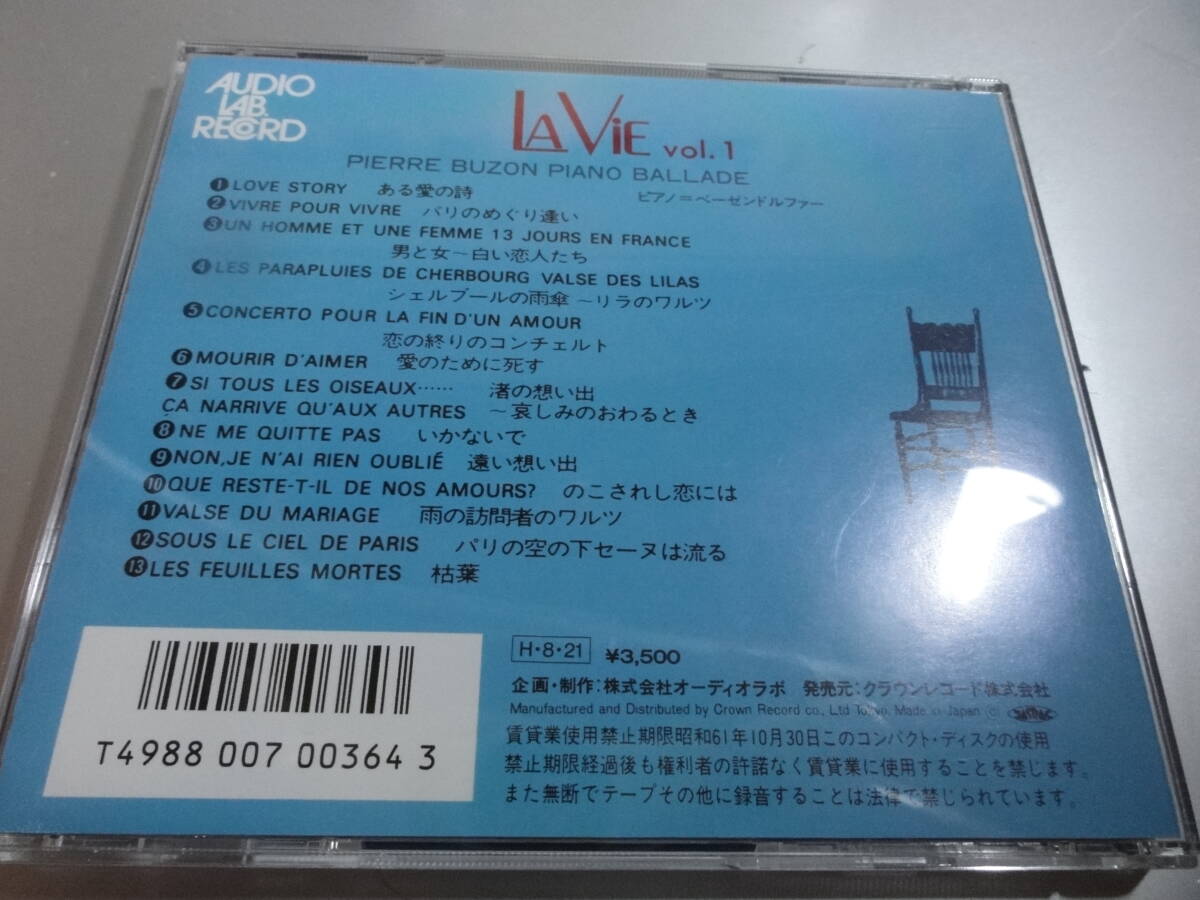 AUDIO
LAB.
RECORD
LA ViE vol.1
PIERRE BUZON PIANO BALLADE
ピアノ=ベーゼンドルファー
❶LOVE STORY ある愛の詩
❷VIVRE POUR VIVRE パリのめぐり逢い
❸UN HOMME ET UNE FEMME 13 JOURS EN FRANCE
男と女〜白い恋人たち
❹LES PARAPLUIES DE CHERBOURG VALSE DES LILAS
シェルブールの雨傘 〜リラのワルツ
❺CONCERTO POUR LA FIN D'UN AMOUR
恋の終りのコンチェルト
❻MOURIR D'AIMER 愛のために死す
❼SI TOUS LES OISEAUX…… 渚の想い出
ÇA NARRIVE QU'AUX AUTRES 〜哀しみのおわるとき
❽NE ME QUITTE PAS いかないで
❾NON,JE N'AI RIEN OUBLIÉ 遠い想い出
❿QUE RESTE-T-IL DE NOS AMOURS? のこされし恋には
⓫VALSE DU MARIAGE 雨の訪問者のワルツ
⓬SOUS LE CIEL DE PARIS パリの空の下セーヌは流る
⓭LES FEUILLES MORTES 枯葉
T4988 007 00364 3
H・8・21 ¥3,500
企画・制作:株式会社オーディオラボ 発売元:クラウンレコード株式会社
Manufactured and Distributed by Crown Record co., Ltd Tokyo. Made in Japan
賃貸業使用禁止期限昭和61年10月30日このコンパクト・ディスクの使用
禁止期限経過後も権利者の許諾なく賃貸業に使用することを禁じます。
また無断でテープその他に録音することは法律で禁じられています。